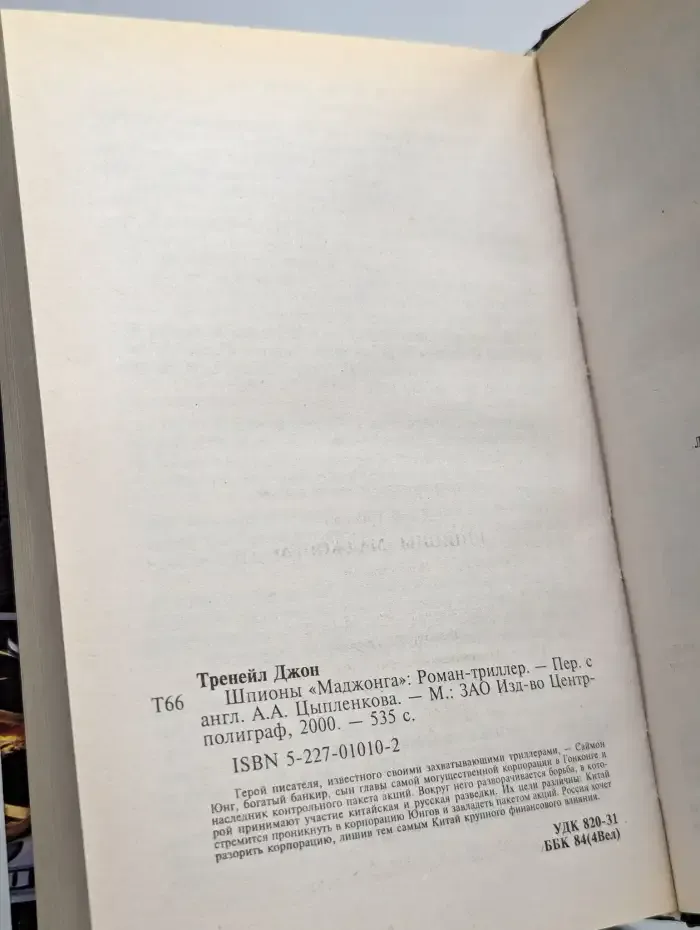 Тренейл Джон
Т66 Шпионы «Маджонга»: Роман-триллер. — Пер. с
англ. А.А. Цыпленкова. — М.: ЗАО Изд-во Центр-
полиграф, 2000. — 535 с.
ISBN 5-227-01010-2
Герой писателя, известного своими захватывающими триллерами, — Саймон
Юнг, богатый банкир, сын главы самой могущественной корпорации в Гонконге и
наследник контрольного пакета акций. Вокруг него разворачивается борьба, в кото-
рой принимают участие китайская и русская разведки. Их цели различны: Китай
стремится проникнуть в корпорацию Юнгов и завладеть пакетом акций. Россия хочет
разорить корпорацию, лишив тем самым Китай крупного финансового влияния.
УДК 820-31
ББК 84(4Вел)